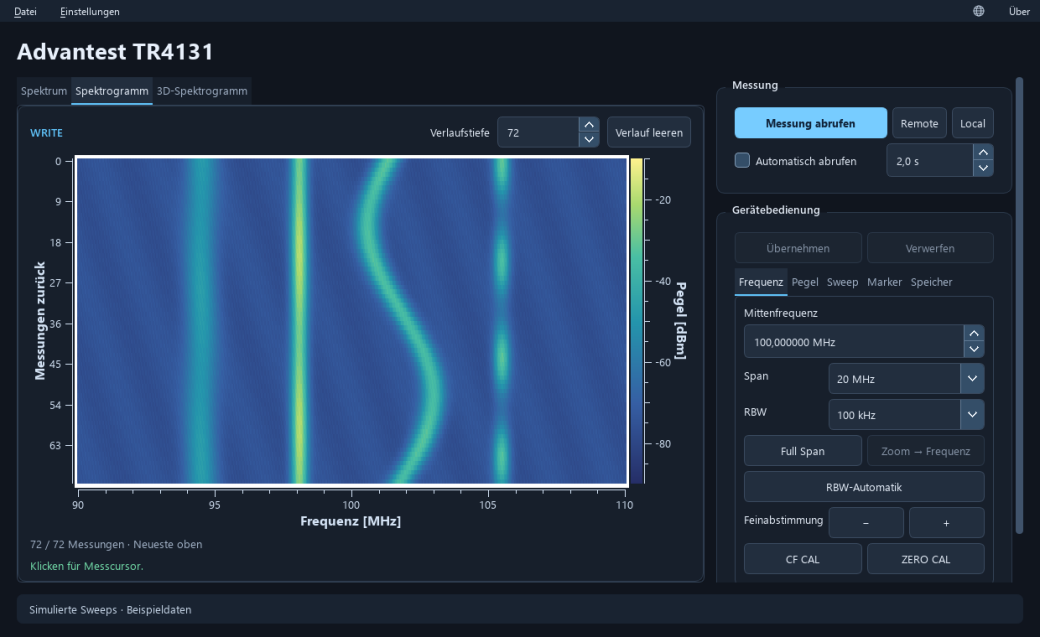 Datei Einstellungen Über
Advantest TR4131
Spektrum Spektrogramm 3D-Spektrogramm
WRITE Verlaufstiefe 72 Verlauf leeren
Messungen zurück
0
9
18
27
36
45
54
63
90 95 100 105 110
Frequenz [MHz]
-20
-40
-60
-80
Pegel [dBm]
72 / 72 Messungen · Neueste oben
Klicken für Messcursor.
Messung
Messung abrufen Remote Local
Automatisch abrufen 2,0 s
Gerätebedienung
Übernehmen Verwerfen
Frequenz Pegel Sweep Marker Speicher
Mittenfrequenz
100,000000 MHz
Span 20 MHz
RBW 100 kHz
Full Span Zoom → Frequenz
RBW-Automatik
Feinabstimmung − +
CF CAL ZERO CAL
Simulierte Sweeps · Beispieldaten